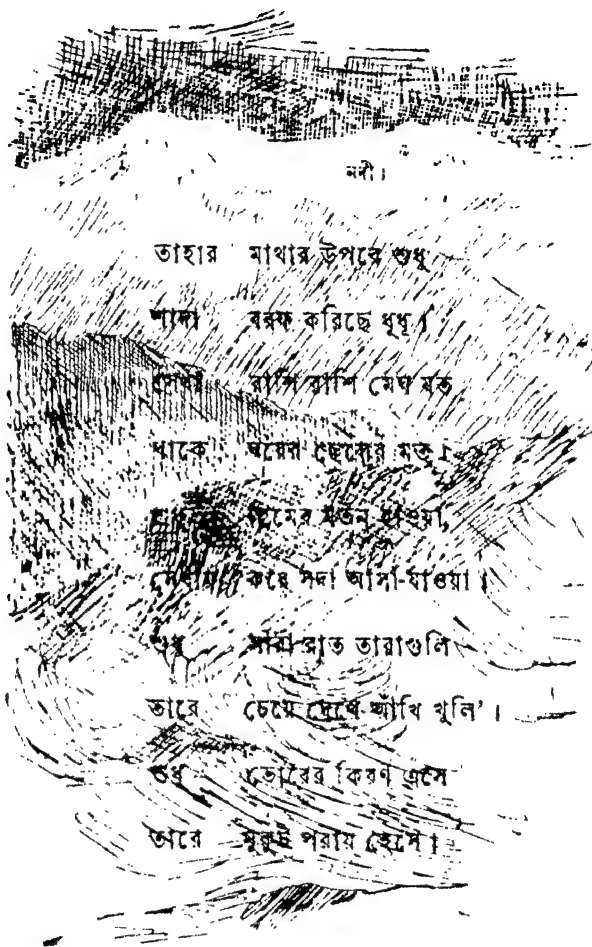 নদী।
তাহার মাথার উপরে শুধু
শাদা বরফ করিছে ধূধূ।
সেথা রাশি রাশি মেঘ যত
থাকে ঘরের ছেলের মত।
হিমের মতন হাওয়া,
সেথায় করে সদা আসা-যাওয়া।
শুধু সারা রাত তারাগুলি
তারে চেয়ে দেখে আঁখি খুলি’।
শুধু ভোরের কিরণ এসে
তারে মুকুট পরায় হেসে।